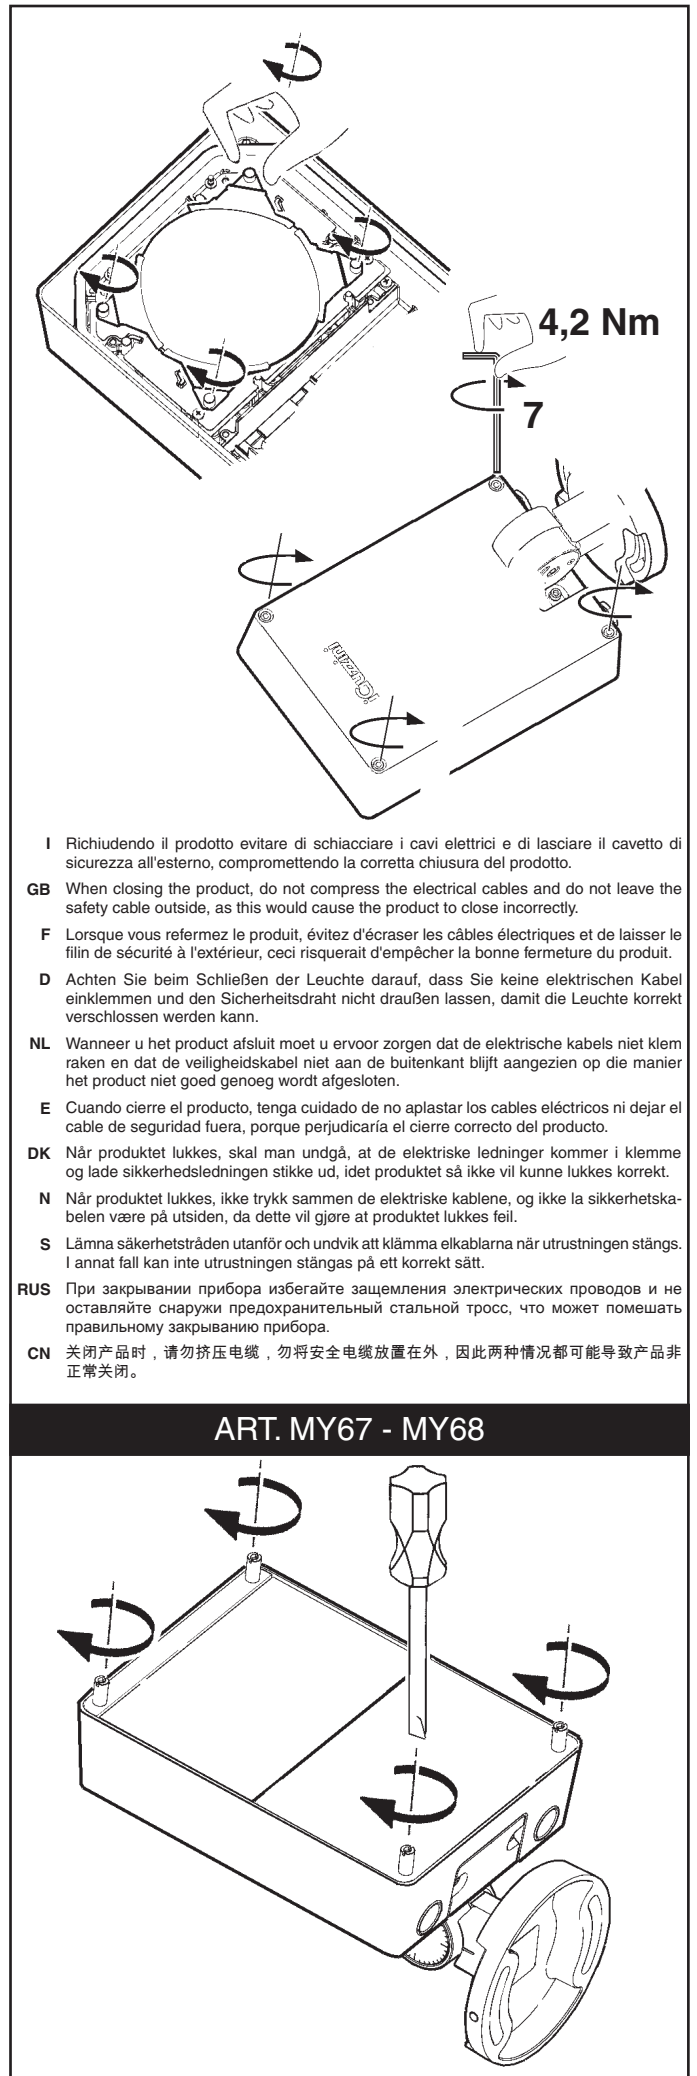 4,2 Nm
7
iGuzzini
I Richiudendo il prodotto evitare di schiacciare i cavi elettrici e di lasciare il cavetto di
sicurezza all'esterno, compromettendo la corretta chiusura del prodotto.
GB When closing the product, do not compress the electrical cables and do not leave the
safety cable outside, as this would cause the product to close incorrectly.
F Lorsque vous refermez le produit, évitez d'écraser les câbles électriques et de laisser le
filin de sécurité à l'extérieur, ceci risquerait d'empêcher la bonne fermeture du produit.
D Achten Sie beim Schließen der Leuchte darauf, dass Sie keine elektrischen Kabel
einklemmen und den Sicherheitsdraht nicht draußen lassen, damit die Leuchte korrekt
verschlossen werden kann.
NL Wanneer u het product afsluit moet u ervoor zorgen dat de elektrische kabels niet klem
raken en dat de veiligheidskabel niet aan de buitenkant blijft aangezien op die manier
het product niet goed genoeg wordt afgesloten.
E Cuando cierre el producto, tenga cuidado de no aplastar los cables eléctricos ni dejar el
cable de seguridad fuera, porque perjudicaría el cierre correcto del producto.
DK Når produktet lukkes, skal man undgå, at de elektriske ledninger kommer i klemme
og lade sikkerhedsledningen stikke ud, idet produktet så ikke vil kunne lukkes korrekt.
N Når produktet lukkes, ikke trykk sammen de elektriske kablene, og ikke la sikkerhetska-
belen være på utsiden, da dette vil gjøre at produktet lukkes feil.
S Lämna säkerhetstråden utanför och undvik att klämma elkablarna när utrustningen stängs.
I annat fall kan inte utrustningen stängas på ett korrekt sätt.
RUS При закрывании прибора избегайте защемления электрических проводов и не
оставляйте снаружи предохранительный стальной тросс, что может помешать
правильному закрыванию прибора.
CN 关闭产品时，请勿挤压电缆，勿将安全电缆放置在外，因此两种情况都可能导致产品非
正常关闭。
ART. MY67 - MY68